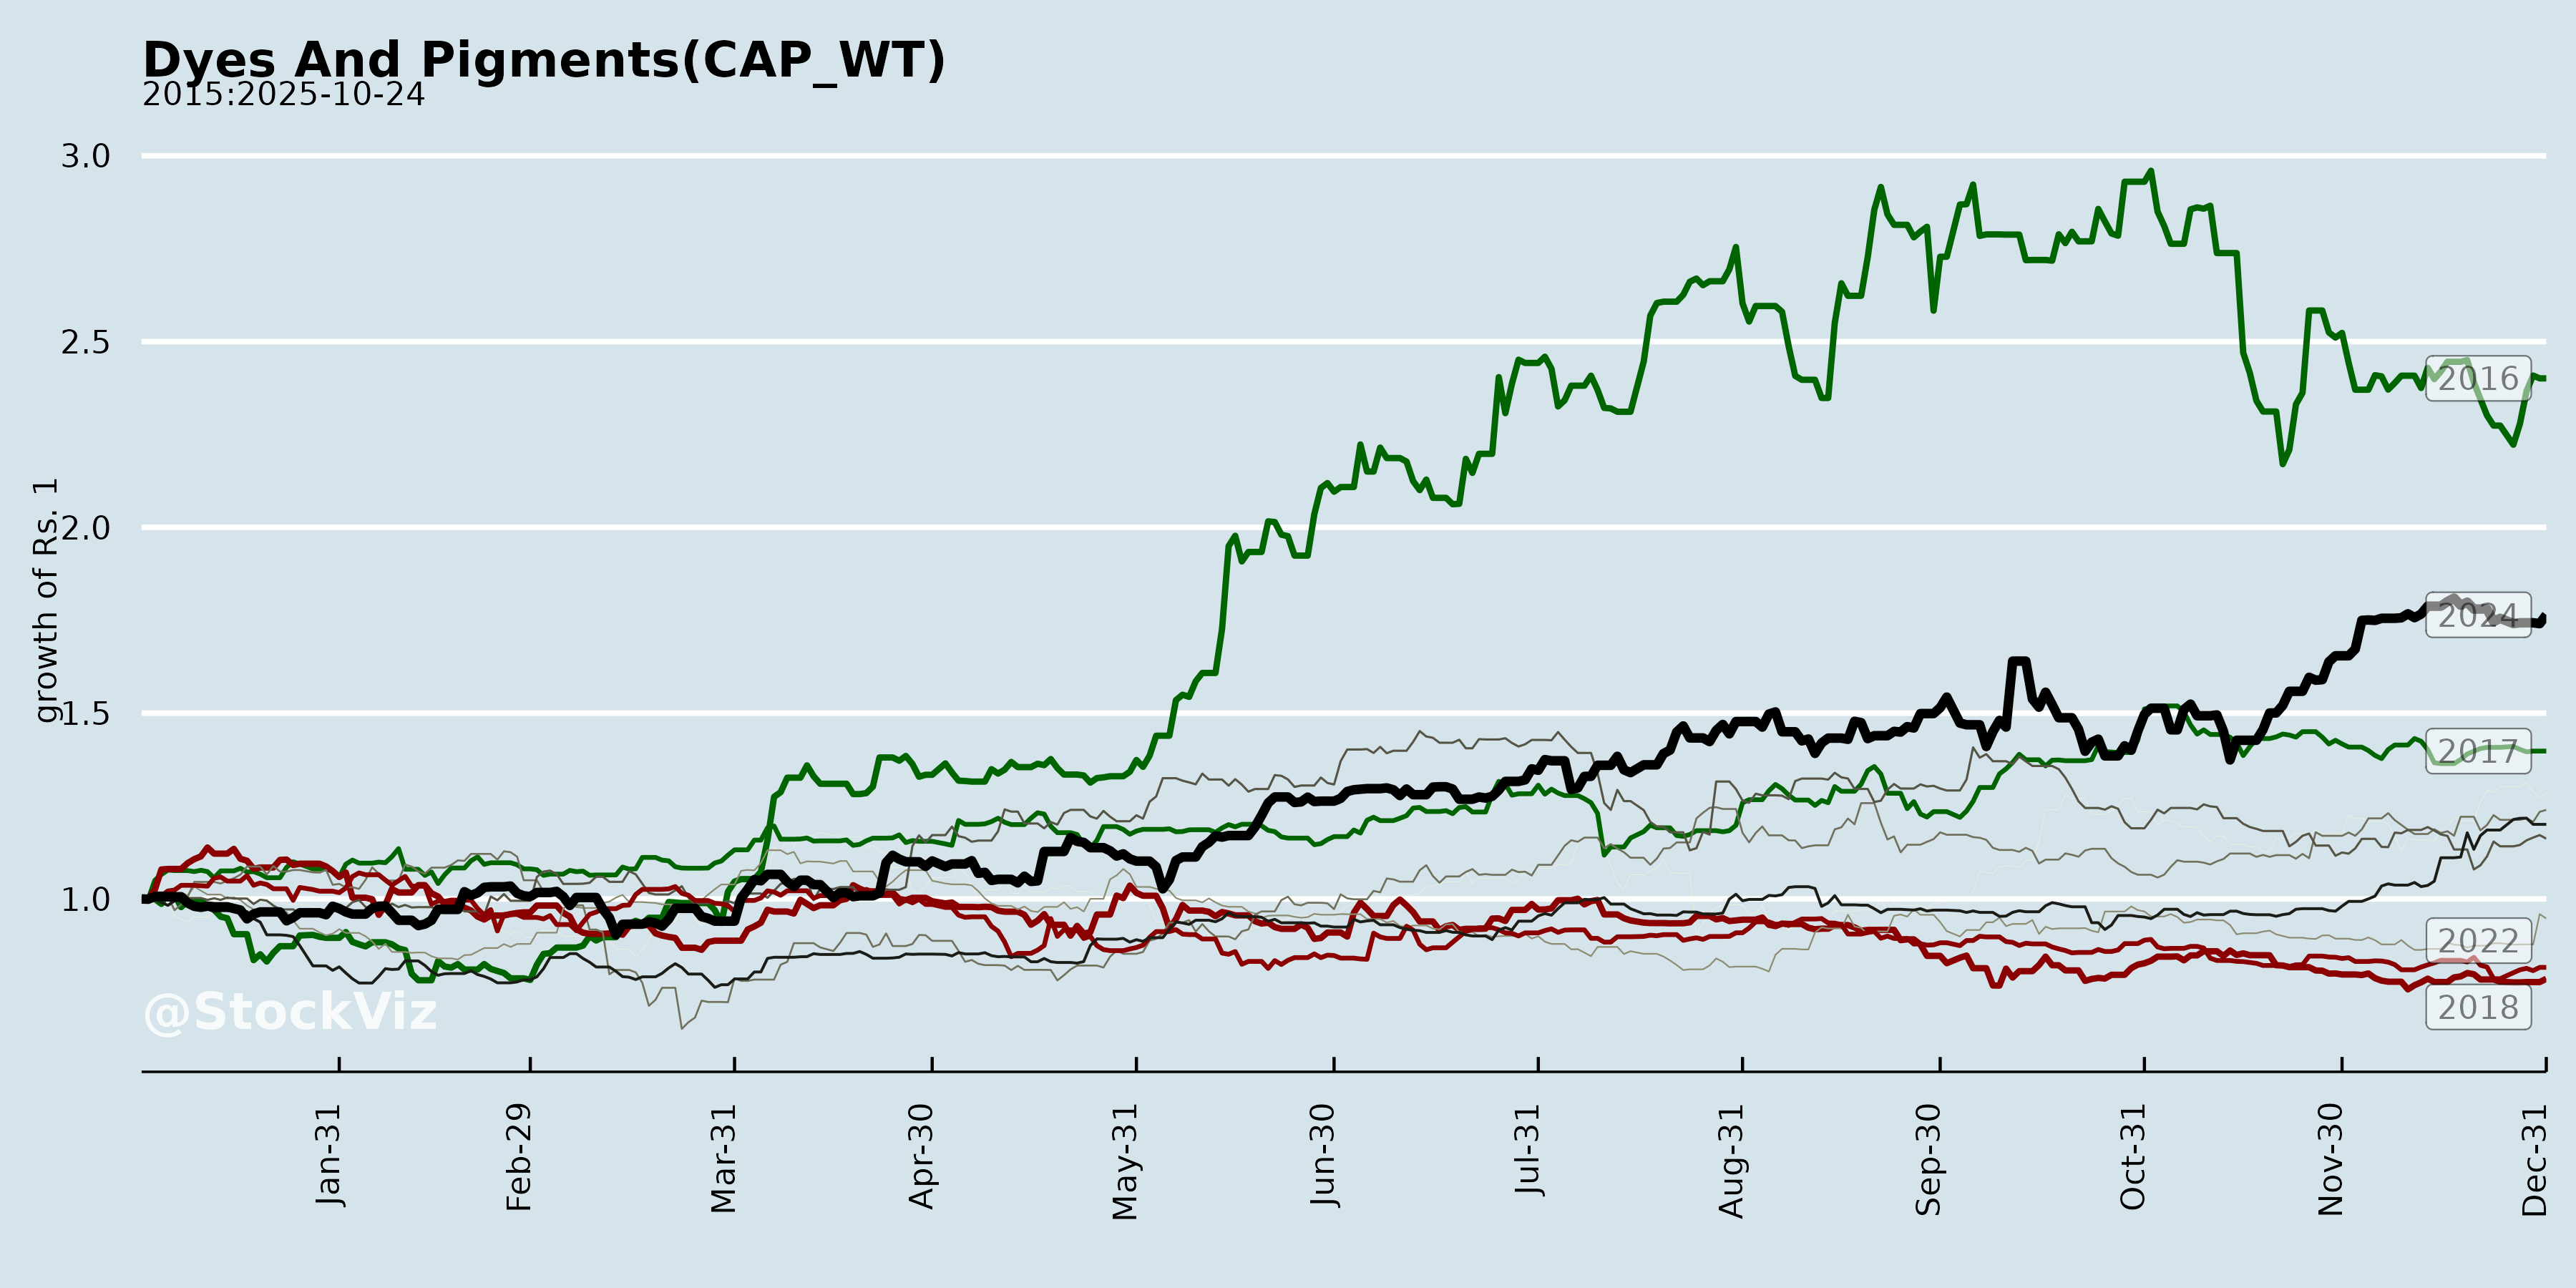 Dyes And Pigments(CAP_WT)
2015:2025-10-24
growth of Rs. 1
3.0
2.5
2.0
1.5
1.0
2016
2024
2017
2022
2018
@StockViz
Jan-31
Feb-29
Mar-31
Apr-30
May-31
Jun-30
Jul-31
Aug-31
Sep-30
Oct-31
Nov-30
Dec-31